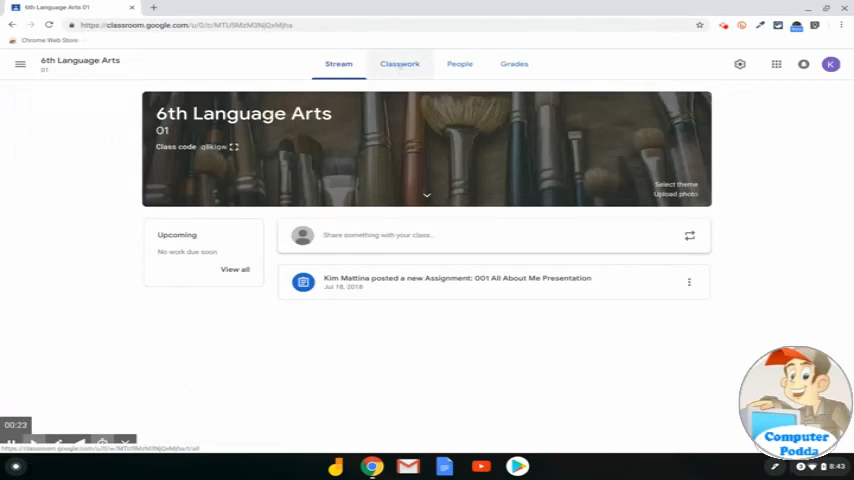 6th Language Arts 01
https://classroom.google.com/u/0/c/MTU5MzM3NjQxMjha
Chrome Web Store
6th Language Arts
01
Stream
Classwork
People
Grades
K
6th Language Arts
01
Class code q8kiqw
Select theme
Upload photo
Upcoming
No work due soon
View all
Share something with your class..
Kim Mattina posted a new Assignment: 001 All About Me Presentation
Jul 18, 2018
00:23
Computer
Podda
8:43